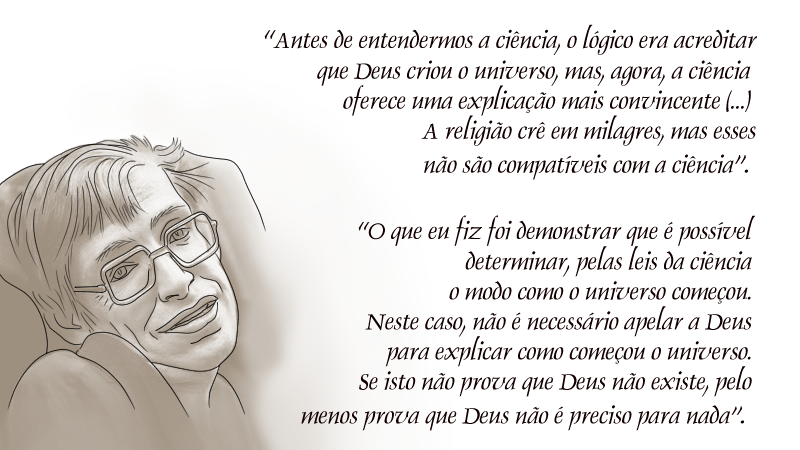 “Antes de entendermos a ciência, o lógico era acreditar
que Deus criou o universo, mas, agora, a ciência
oferece uma explicação mais convincente (...)
A religião crê em milagres, mas esses
não são compatíveis com a ciência”.
“O que eu fiz foi demonstrar que é possível
determinar, pelas leis da ciência
o modo como o universo começou.
Neste caso, não é necessário apelar a Deus
para explicar como começou o universo.
Se isto não prova que Deus não existe, pelo
menos prova que Deus não é preciso para nada”.